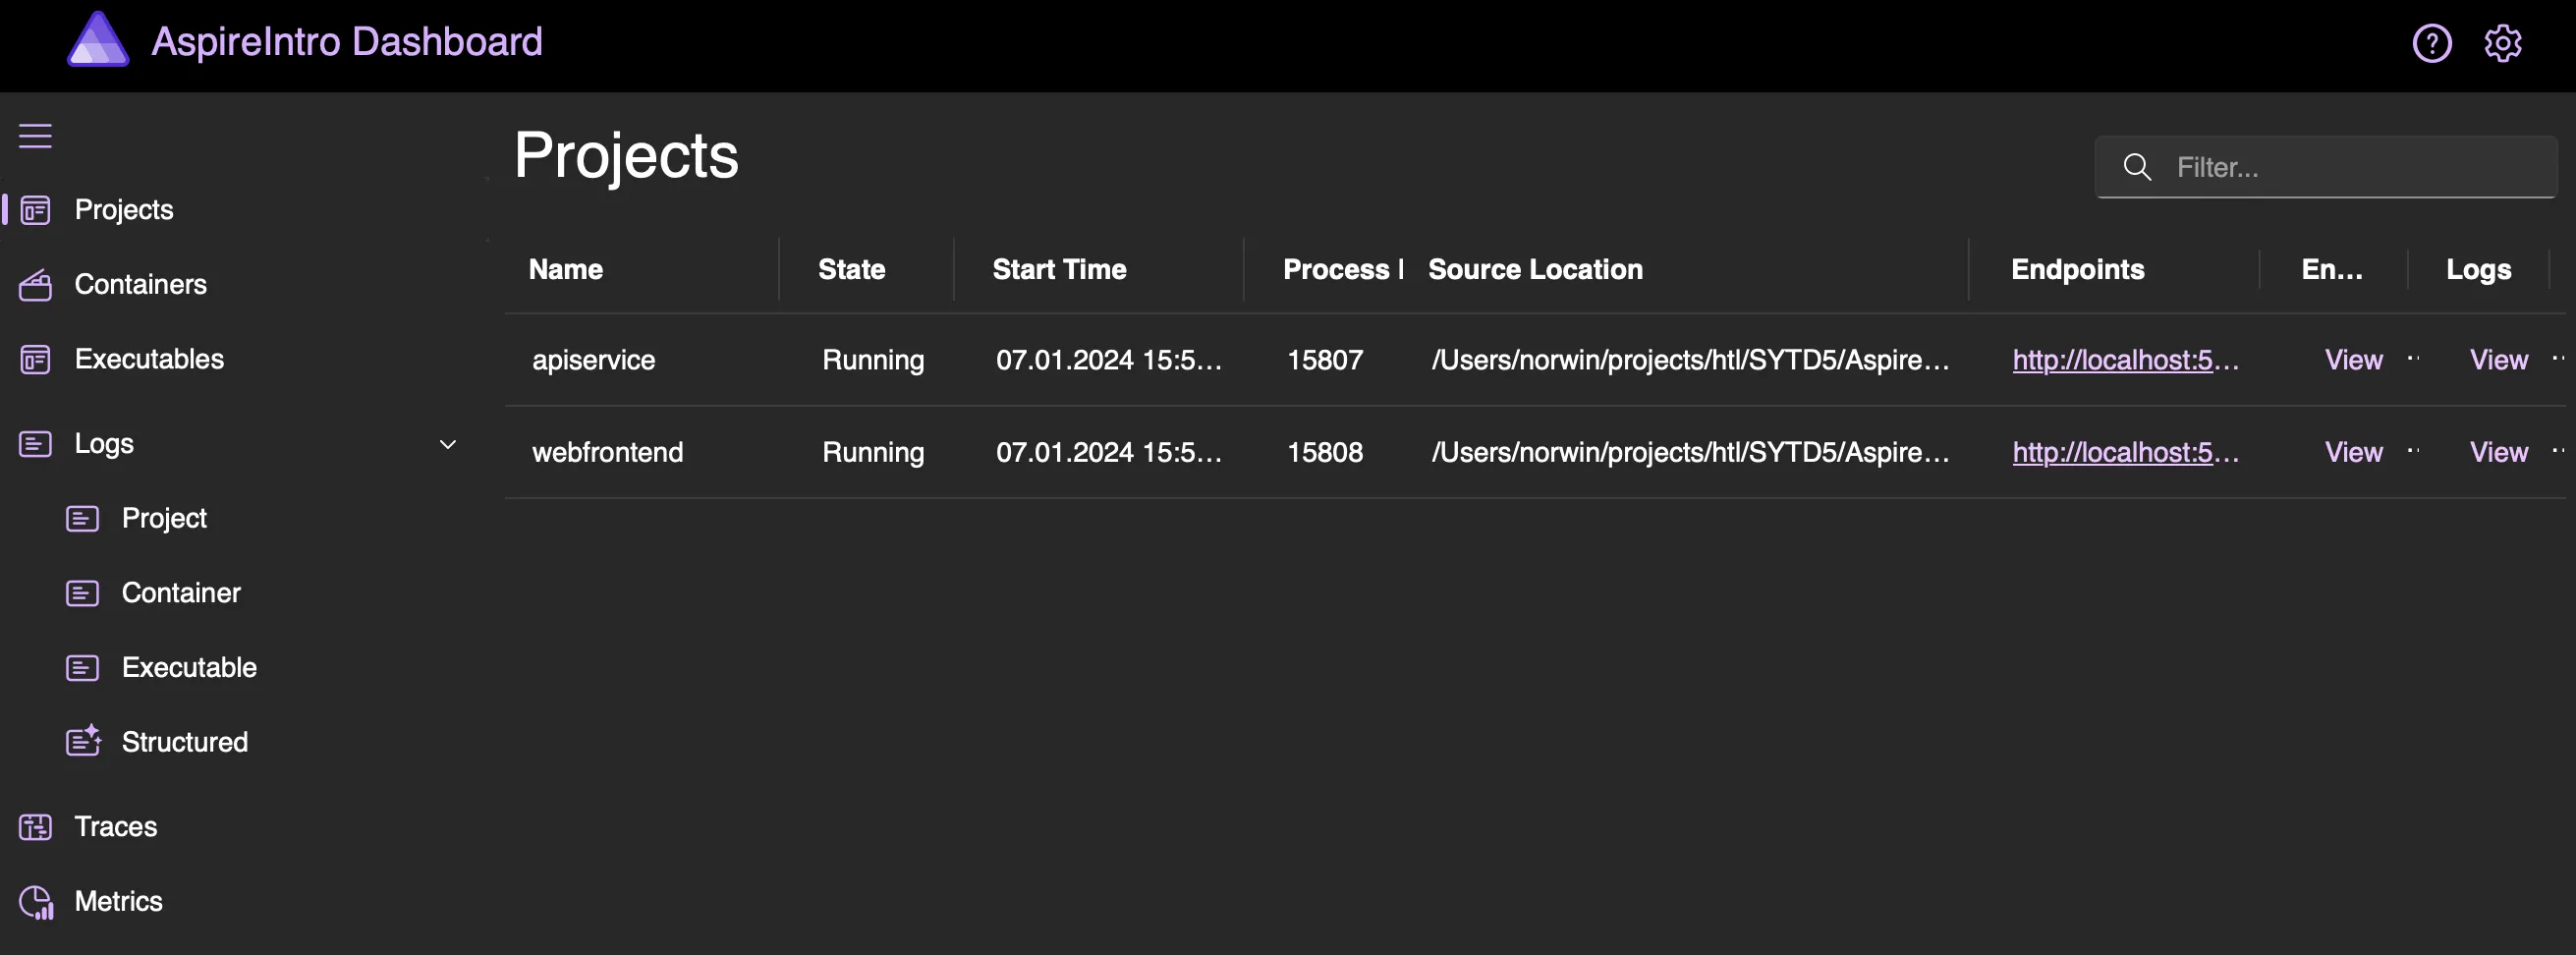 AspireIntro Dashboard
Projects
Filter...
Projects
Containers
Executables
Logs
Project
Container
Executable
Structured
Traces
Metrics
Name State Start Time Process I Source Location Endpoints En... Logs
apiservice Running 07.01.2024 15:5... 15807 /Users/norwin/projects/htl/SYTD5/Aspire... http://localhost:5... View View
webfrontend Running 07.01.2024 15:5... 15808 /Users/norwin/projects/htl/SYTD5/Aspire... http://localhost:5... View View